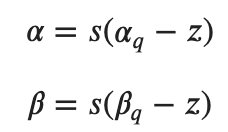 α = s(α_q − z)
β = s(β_q − z)